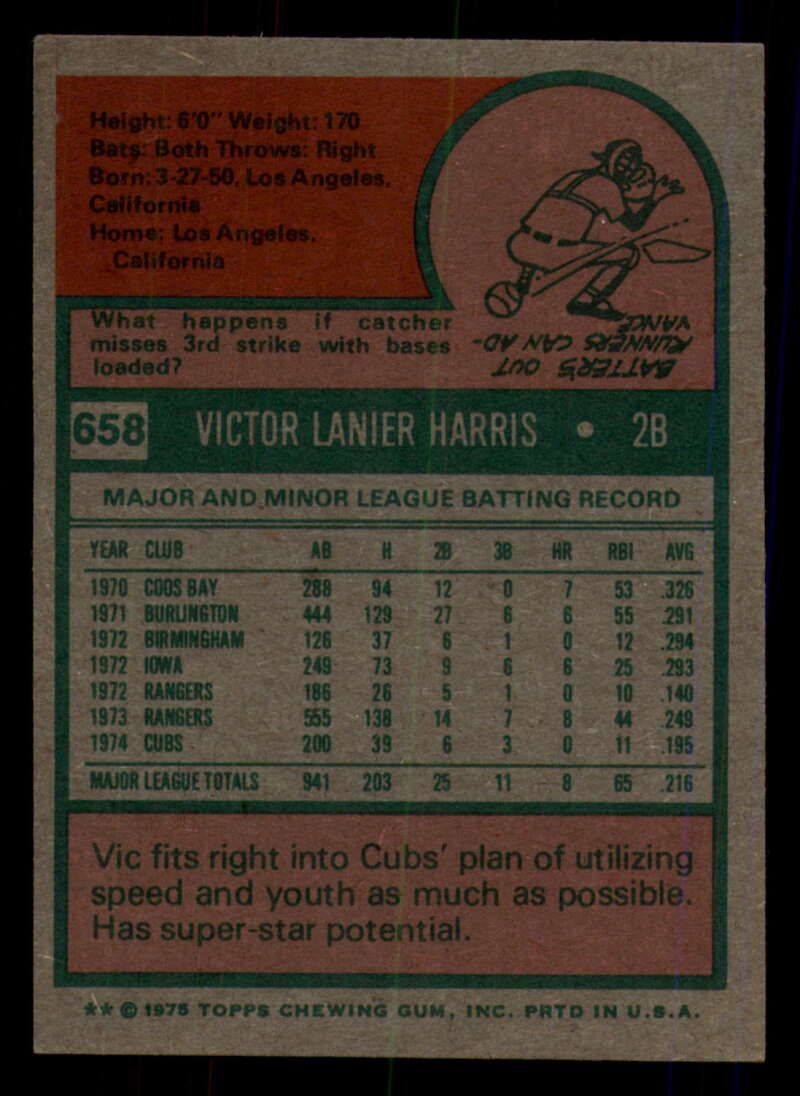 Height: 6'0" Weight: 170
Bats: Both Throws: Right
Born: 3-27-50, Los Angeles,
California
Home: Los Angeles,
California
What happens if catcher
misses 3rd strike with bases
loaded?
BATTER'S OUT
RUNNERS CAN AD-
VANCE
658 VICTOR LANIER HARRIS • 2B
MAJOR AND MINOR LEAGUE BATTING RECORD
YEAR CLUB AB H 2B 3B HR RBI AVG
1970 COOS BAY 288 94 12 0 7 53 .326
1971 BURLINGTON 444 129 27 6 6 55 .291
1972 BIRMINGHAM 126 37 6 1 0 12 .294
1972 IOWA 249 73 9 6 6 25 .293
1972 RANGERS 186 26 5 1 0 10 .140
1973 RANGERS 555 138 14 7 8 44 .249
1974 CUBS 200 39 6 3 0 11 .195
MAJOR LEAGUE TOTALS 941 203 25 11 8 65 .216
Vic fits right into Cubs' plan of utilizing
speed and youth as much as possible.
Has super-star potential.
** © 1975 TOPPS CHEWING GUM, INC. PRTD IN U.S.A.